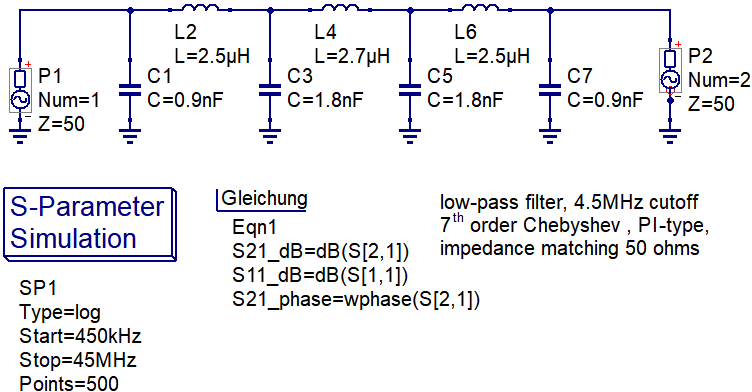 L2
L=2.5µH
L4
L=2.7µH
L6
L=2.5µH
P1
Num=1
Z=50
C1
C=0.9nF
C3
C=1.8nF
C5
C=1.8nF
C7
C=0.9nF
P2
Num=2
Z=50
S-Parameter
Simulation
SP1
Type=log
Start=450kHz
Stop=45MHz
Points=500
Gleichung
Eqn1
S21_dB=dB(S[2,1])
S11_dB=dB(S[1,1])
S21_phase=wphase(S[2,1])
low-pass filter, 4.5MHz cutoff
7th order Chebyshev , PI-type,
impedance matching 50 ohms